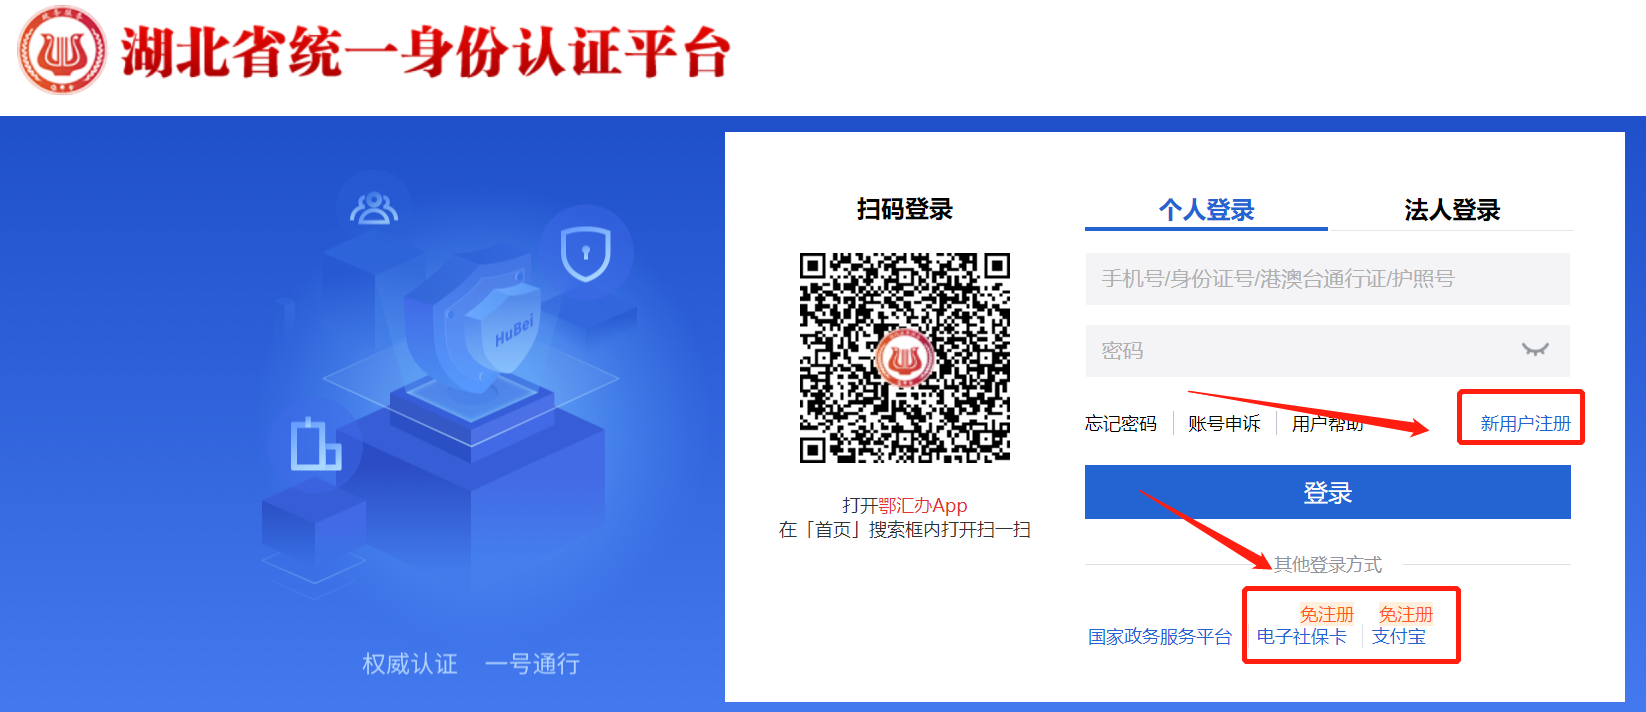 湖北省统一身份认证平台
HuBei
权威认证 一号通行
扫码登录
打开鄂汇办App
在「首页」搜索框内打开扫一扫
个人登录 法人登录
手机号/身份证号/港澳台通行证/护照号
密码
忘记密码 账号申诉 用户帮助 新用户注册
登录
其他登录方式
免注册 免注册
国家政务服务平台 电子社保卡 支付宝